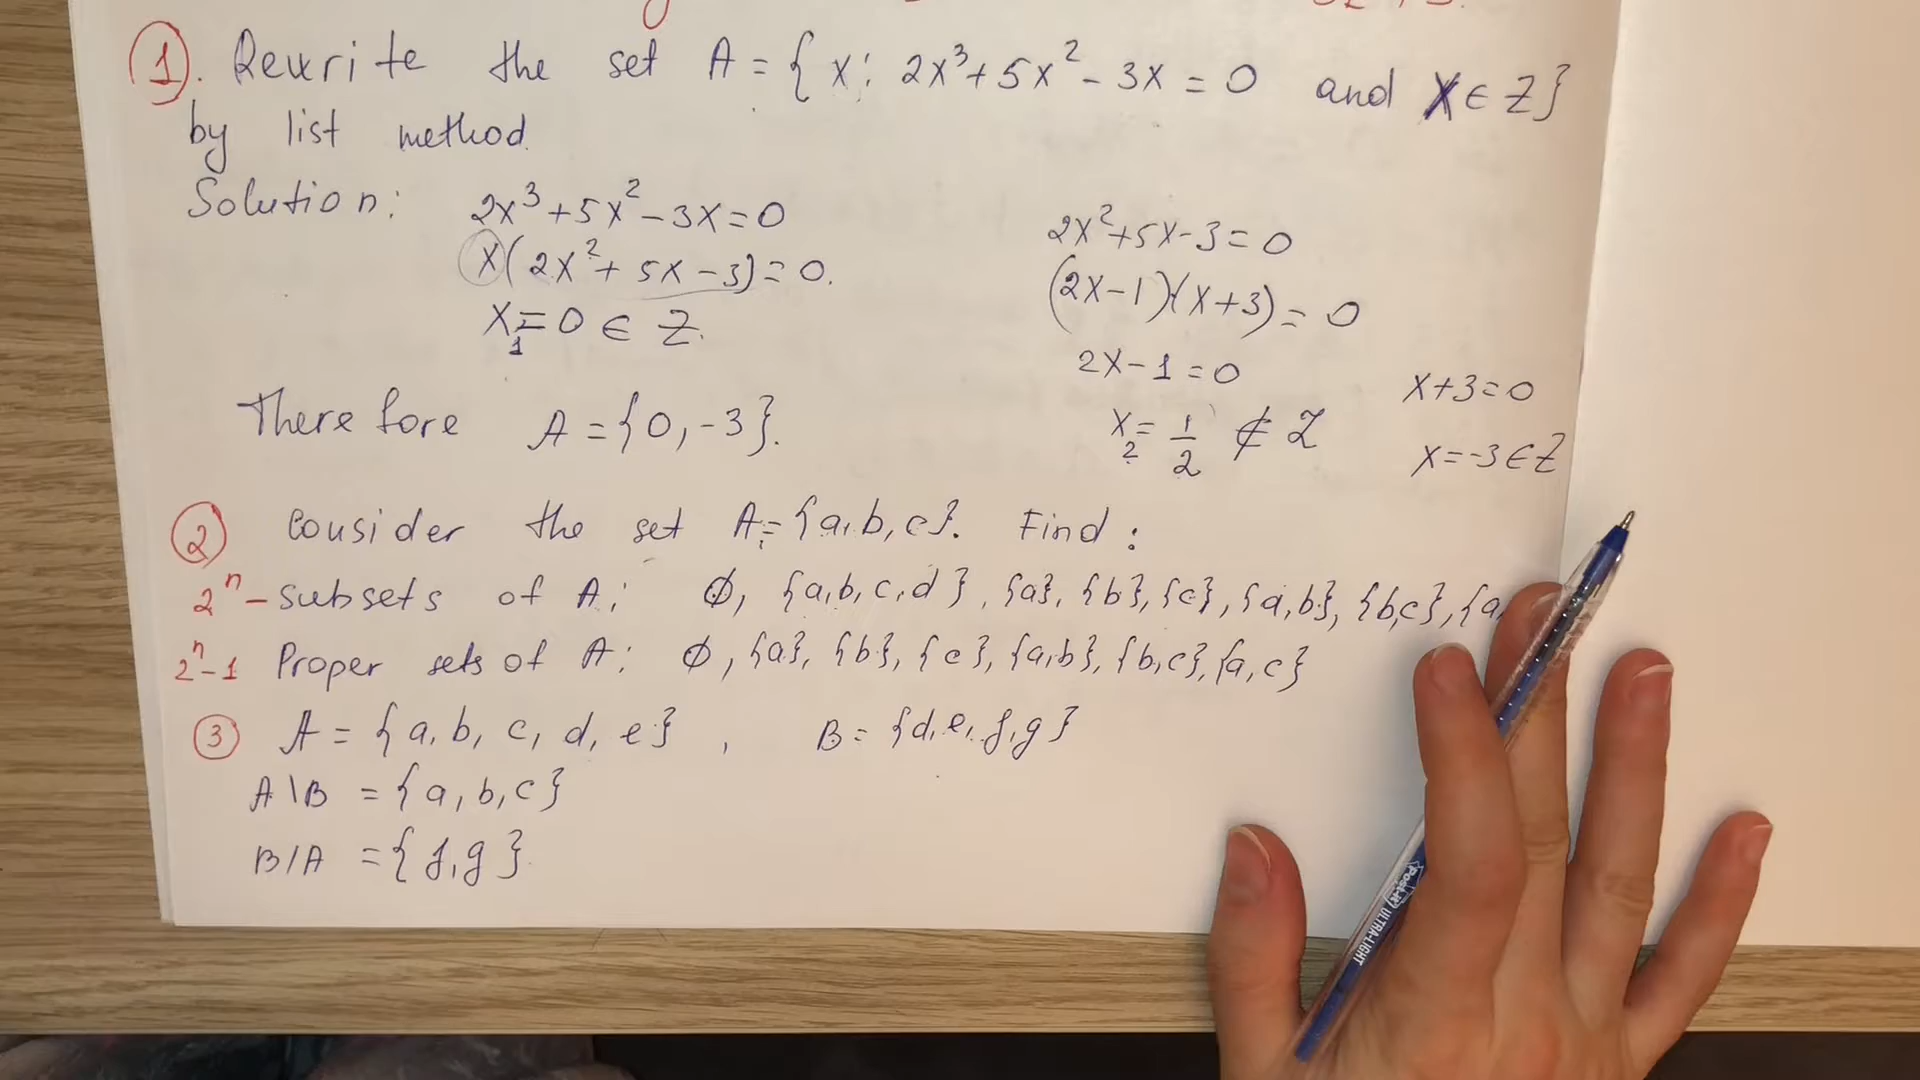 1. Rewrite the set A = { x : 2x³ + 5x² - 3x = 0 and x ∈ Z}
by list method
Solution: 2x³ + 5x² - 3x = 0
x(2x² + 5x - 3) = 0.
x₁ = 0 ∈ Z.
2x² + 5x - 3 = 0
(2x - 1)(x + 3) = 0
2x - 1 = 0
x₂ = 1/2 ∉ Z
x + 3 = 0
x = -3 ∈ Z
Therefore A = {0, -3}.
2 Consider the set A = {a, b, c}. Find :
2ⁿ - subsets of A: ∅, {a, b, c, d}, {a}, {b}, {c}, {a, b}, {b, c}, {a,
2ⁿ - 1 Proper sets of A: ∅, {a}, {b}, {c}, {a, b}, {b, c}, {a, c}
3 A = {a, b, c, d, e}, B = {d, e, f, g}
A \ B = {a, b, c}
B / A = {f, g}
ULTRA-LIGHT